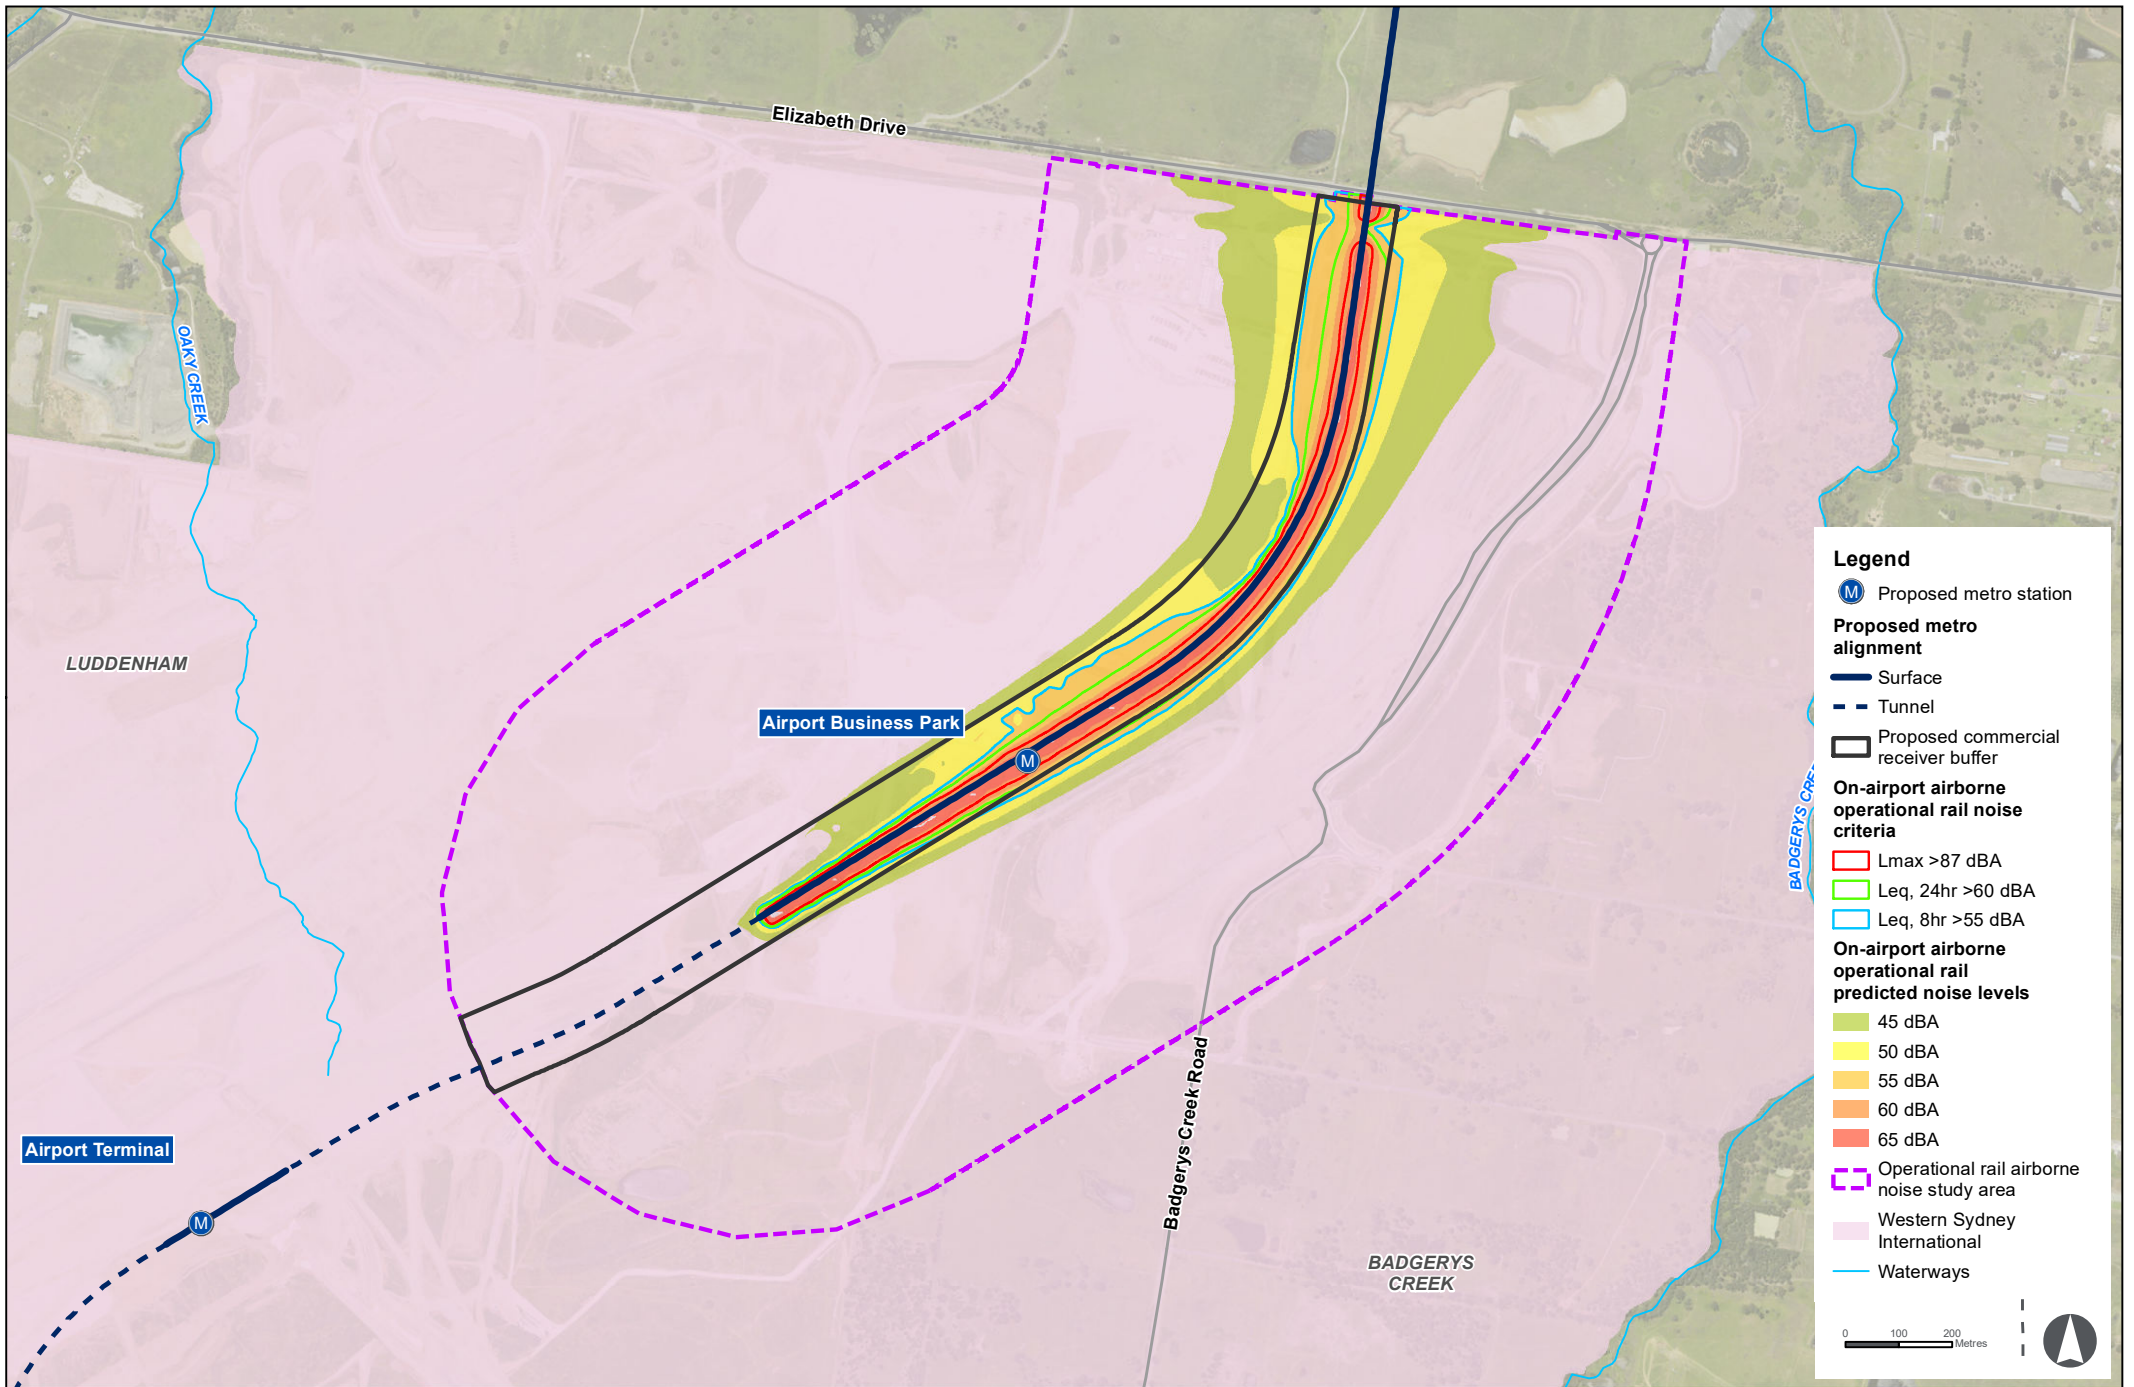 Elizabeth Drive
OAKY CREEK
LUDDENHAM
Airport Business Park
M
Airport Terminal
M
Badgerys Creek Road
BADGERYS
CREEK
BADGERYS CREE
Legend
M Proposed metro station
Proposed metro
alignment
Surface
Tunnel
Proposed commercial
receiver buffer
On-airport airborne
operational rail noise
criteria
Lmax >87 dBA
Leq, 24hr >60 dBA
Leq, 8hr >55 dBA
On-airport airborne
operational rail
predicted noise levels
45 dBA
50 dBA
55 dBA
60 dBA
65 dBA
Operational rail airborne
noise study area
Western Sydney
International
Waterways
0 100 200
Metres